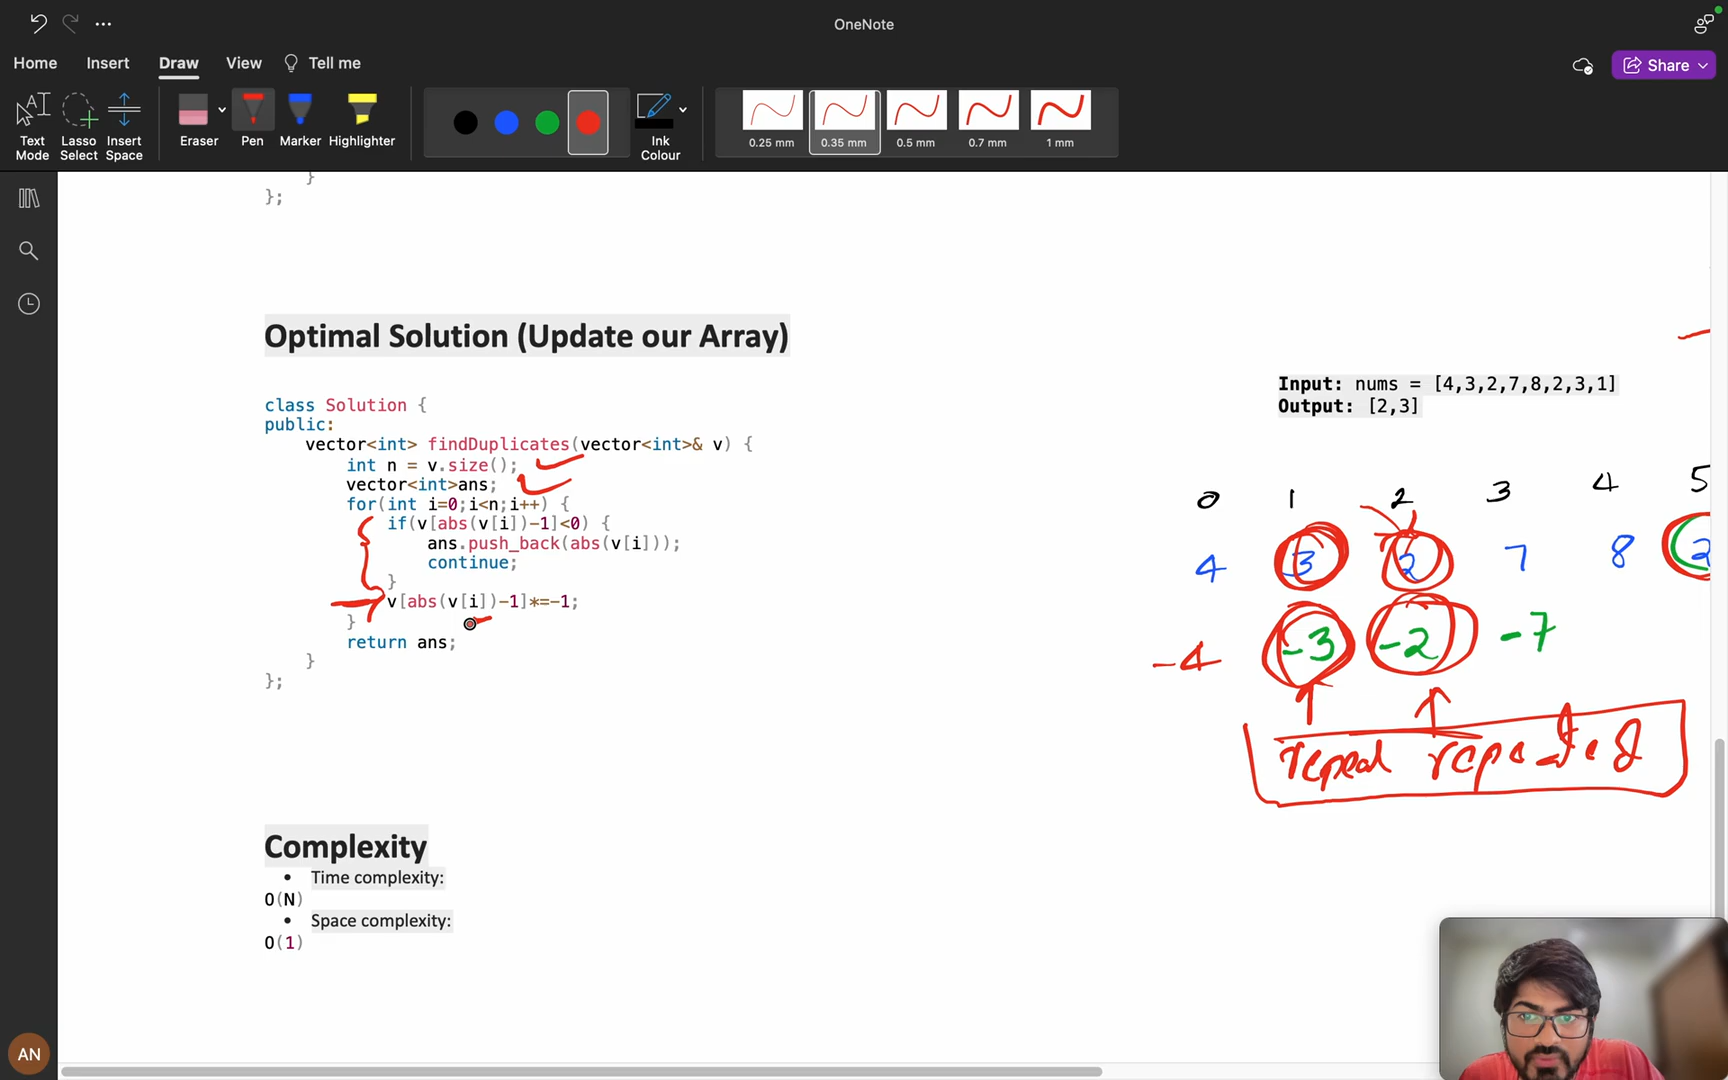 OneNote
Home Insert Draw View Tell me
Share
Text Mode
Lasso Select
Insert Space
Eraser
Pen
Marker
Highlighter
Ink Colour
0.25 mm
0.35 mm
0.5 mm
0.7 mm
1 mm
}
};
Optimal Solution (Update our Array)
class Solution {
public:
vector<int> findDuplicates(vector<int>& v) {
int n = v.size();
vector<int>ans;
for(int i=0;i<n;i++) {
if(v[abs(v[i])-1]<0) {
ans.push_back(abs(v[i]));
continue;
}
v[abs(v[i])-1]*=-1;
}
return ans;
}
};
Input: nums = [4,3,2,7,8,2,3,1]
Output: [2,3]
0 1 2 3 4 5
4 3 2 7 8 2
-4 -3 -2 -7
repeated
Complexity
• Time complexity:
O(N)
• Space complexity:
O(1)
AN